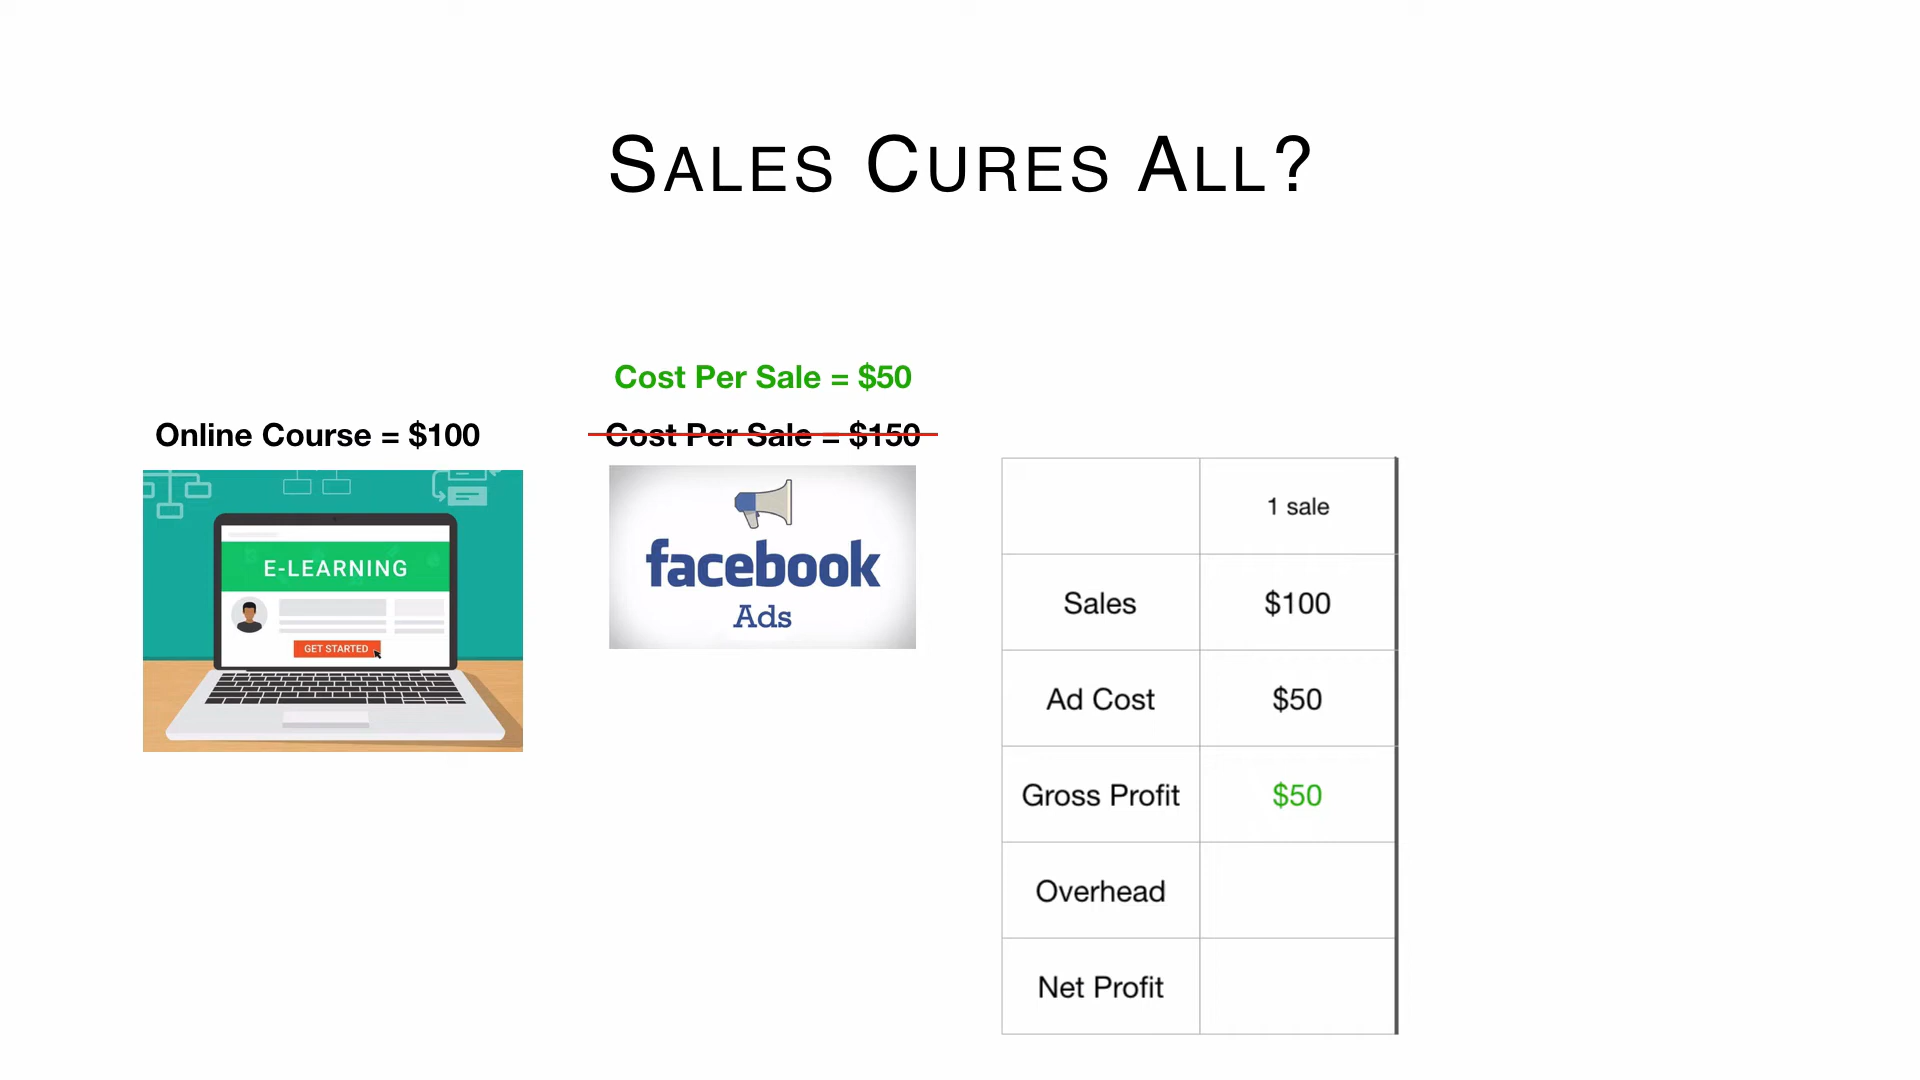 SALES CURES ALL?
Cost Per Sale = $50
Online Course = $100
Cost Per Sale = $150
E-LEARNING
GET STARTED
facebook
Ads
1 sale
Sales $100
Ad Cost $50
Gross Profit $50
Overhead
Net Profit